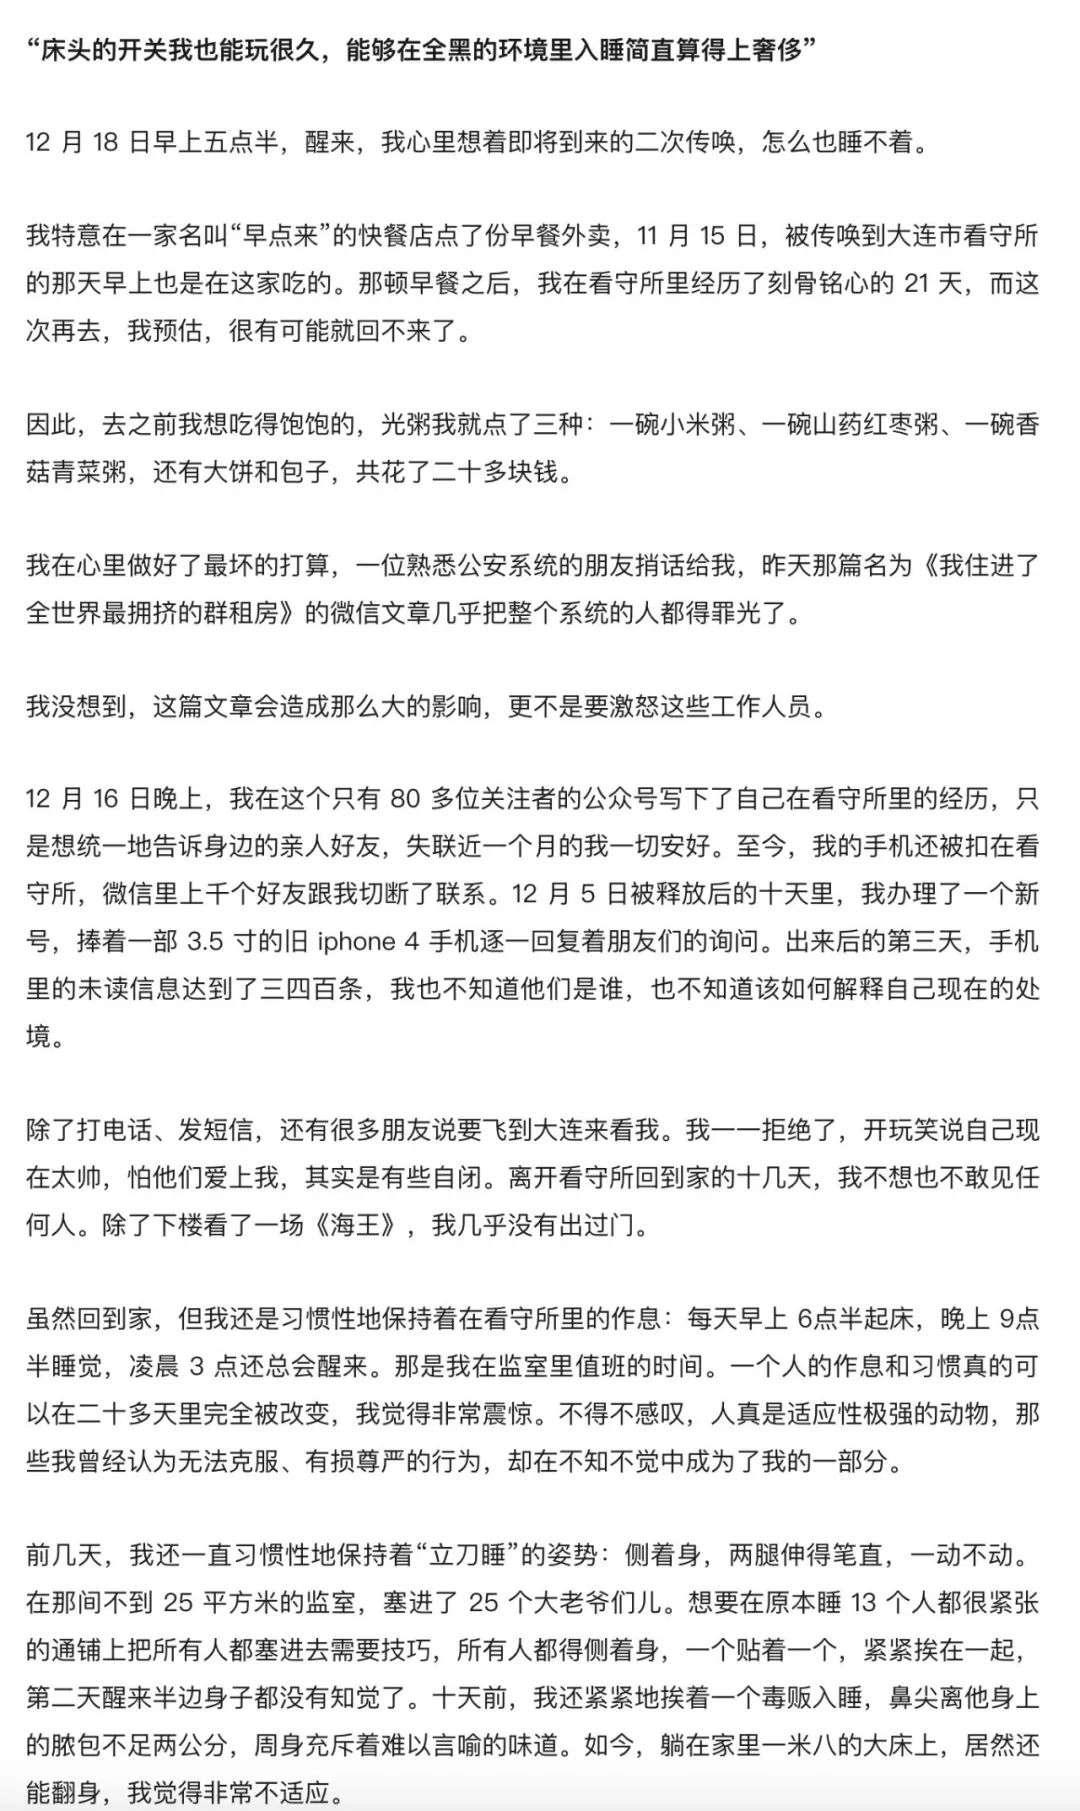 “床头的开关我也能玩很久，能够在全黑的环境里入睡简直算得上奢侈”
12 月 18 日早上五点半，醒来，我心里想着即将到来的二次传唤，怎么也睡不着。
我特意在一家名叫“早点来”的快餐店点了份早餐外卖，11 月 15 日，被传唤到大连市看守所
的那天早上也是在这家吃的。那顿早餐之后，我在看守所里经历了刻骨铭心的 21 天，而这
次再去，我预估，很有可能就回不来了。
因此，去之前我想吃得饱饱的，光粥我就点了三种：一碗小米粥、一碗山药红枣粥、一碗香
菇青菜粥，还有大饼和包子，共花了二十多块钱。
我在心里做好了最坏的打算，一位熟悉公安系统的朋友捎话给我，昨天那篇名为《我住进了
全世界最拥挤的群租房》的微信文章几乎把整个系统的人都得罪光了。
我没想到，这篇文章会造成那么大的影响，更不是要激怒这些工作人员。
12 月 16 日晚上，我在这个只有 80 多位关注者的公众号写下了自己在看守所里的经历，只
是想统一地告诉身边的亲人好友，失联近一个月的我一切安好。至今，我的手机还被扣在看
守所，微信里上千个好友跟我切断了联系。12 月 5 日被释放后的十天里，我办理了一个新
号，捧着一部 3.5 寸的旧 iphone 4 手机逐一回复着朋友们的询问。出来后的第三天，手机
里的未读信息达到了三四百条，我也不知道他们是谁，也不知道该如何解释自己现在的处
境。
除了打电话、发短信，还有很多朋友说要飞到大连来看我。我一一拒绝了，开玩笑说自己现
在太帅，怕他们爱上我，其实是有些自闭。离开看守所回到家的十几天，我不想也不敢见任
何人。除了下楼看了一场《海王》，我几乎没有出过门。
虽然回到家，但我还是习惯性地保持着在看守所里的作息：每天早上 6点半起床，晚上 9点
半睡觉，凌晨 3 点还总会醒来。那是我在监室里值班的时间。一个人的作息和习惯真的可
以在二十多天里完全被改变，我觉得非常震惊。不得不感叹，人真是适应性极强的动物，那
些我曾经认为无法克服、有损尊严的行为，却在不知不觉中成为了我的一部分。
前几天，我还一直习惯性地保持着“立刀睡”的姿势：侧着身，两腿伸得笔直，一动不动。
在那间不到 25 平方米的监室，塞进了 25 个大老爷们儿。想要在原本睡 13 个人都很紧张
的通铺上把所有人都塞进去需要技巧，所有人都得侧着身，一个贴着一个，紧紧挨在一起，
第二天醒来半边身子都没有知觉了。十天前，我还紧紧地挨着一个毒贩入睡，鼻尖离他身上
的脓包不足两公分，周身充斥着难以言喻的味道。如今，躺在家里一米八的大床上，居然还
能翻身，我觉得非常不适应。